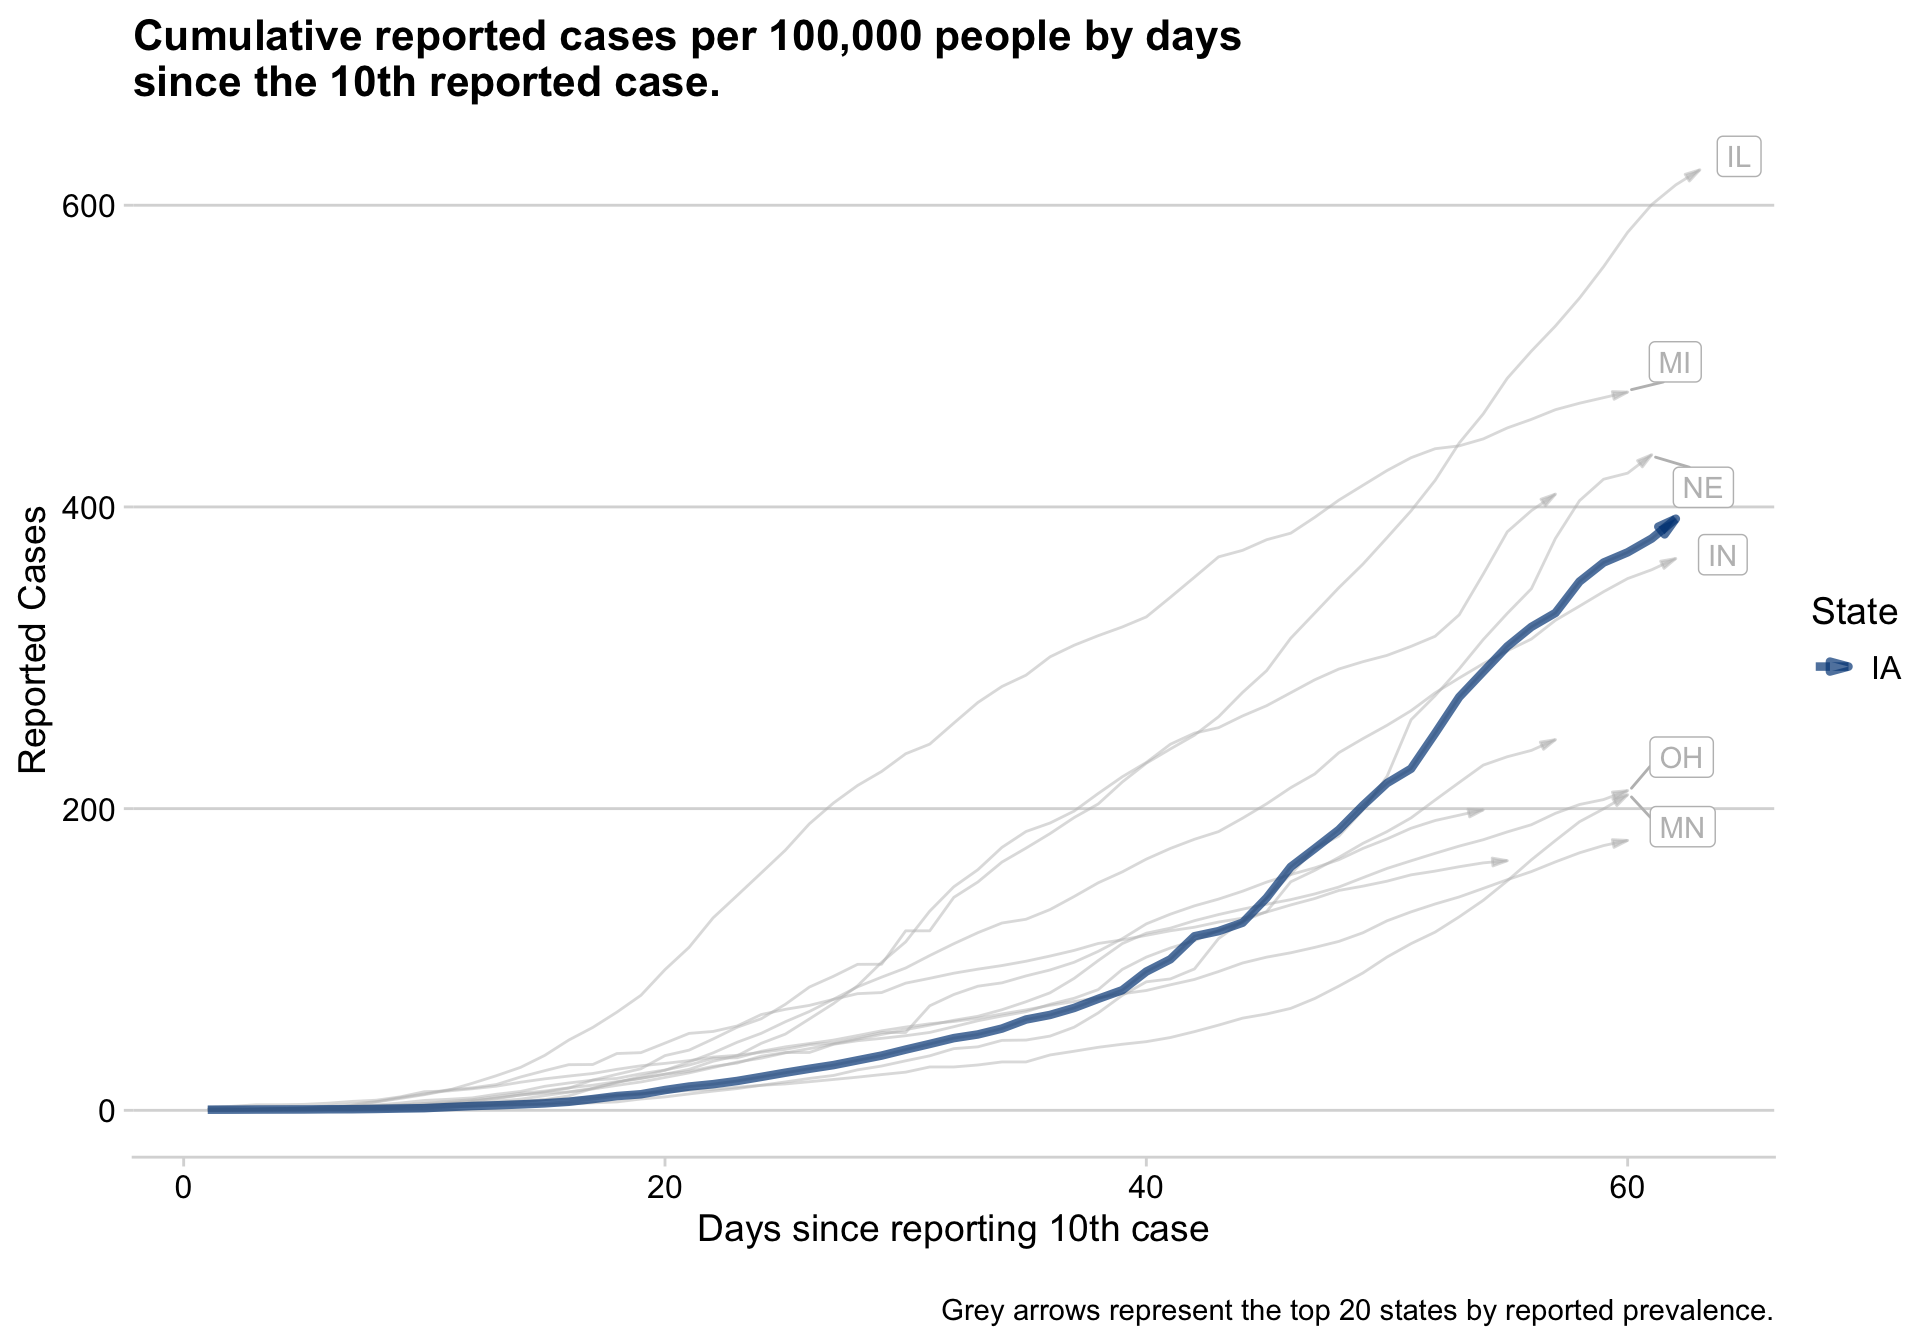 Cumulative reported cases per 100,000 people by days
since the 10th reported case.
IL
600
MI
NE
400
IN
Reported Cases
State
IA
OH
200
MN
0
0 20 40 60
Days since reporting 10th case
Grey arrows represent the top 20 states by reported prevalence.